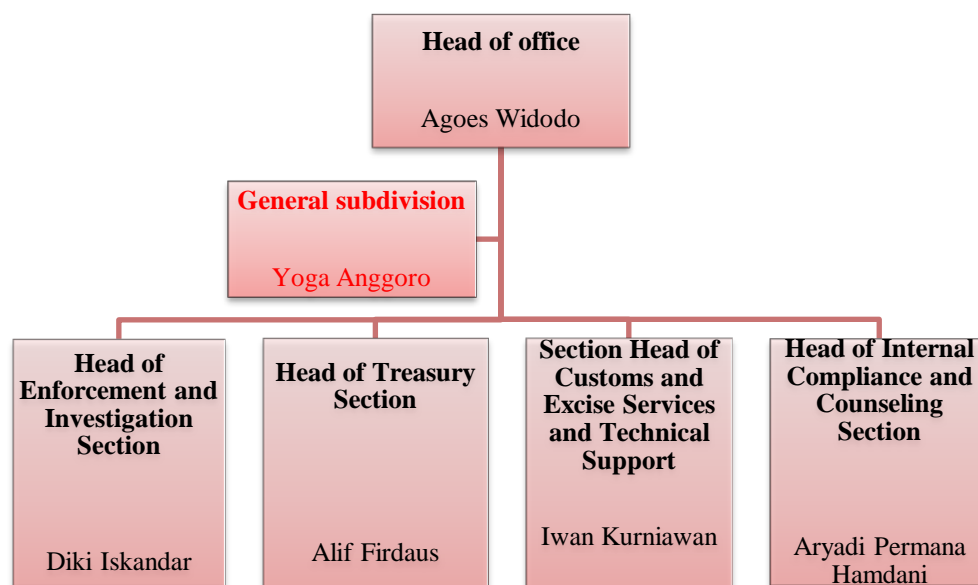 Head of office
Agoes Widodo
General subdivision
Yoga Anggoro
Head of
Enforcement and
Investigation
Section
Diki Iskandar
Head of Treasury
Section
Alif Firdaus
Section Head of
Customs and
Excise Services
and Technical
Support
Iwan Kurniawan
Head of Internal
Compliance and
Counseling
Section
Aryadi Permana
Hamdani